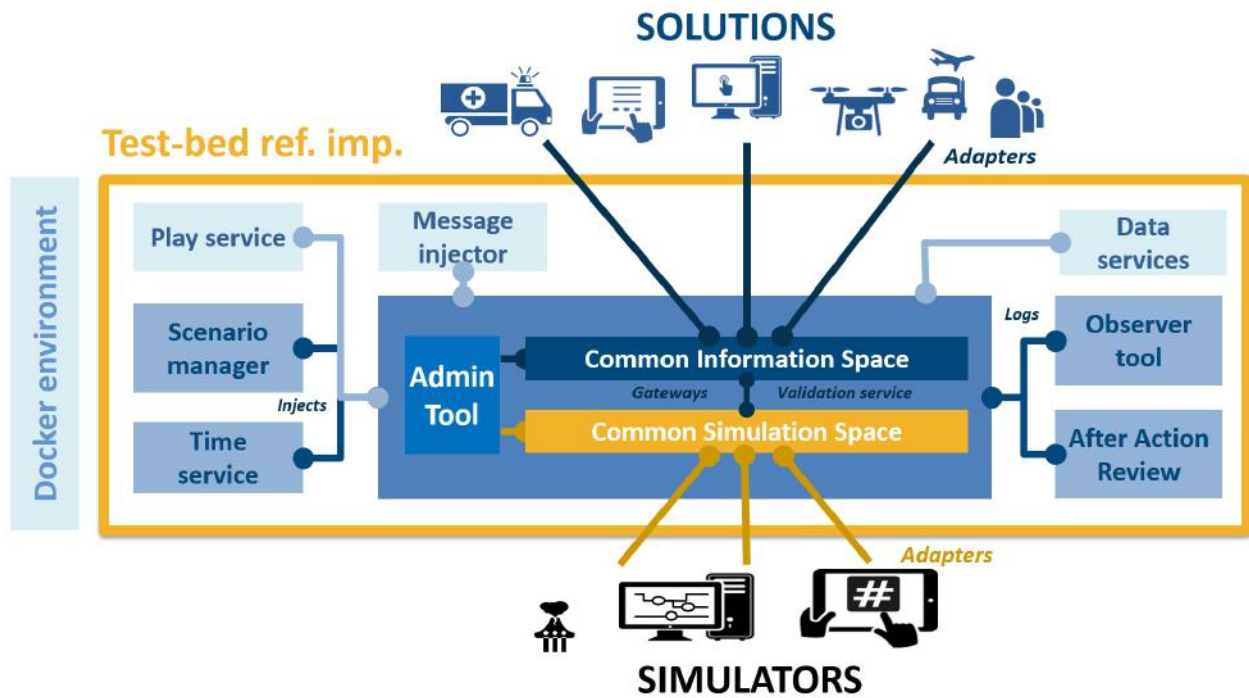 SOLUTIONS
Test-bed ref. imp.
Adapters
Docker environment
Play service
Message
injector
Data
services
Scenario
manager
Injects
Time
service
Admin
Tool
Common Information Space
Gateways
Validation service
Common Simulation Space
Logs
Observer
tool
After Action
Review
Adapters
#
SIMULATORS